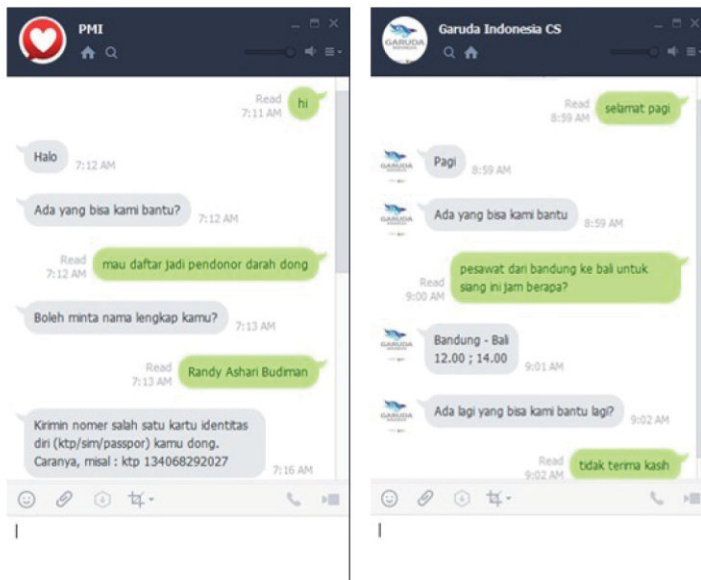 PMI
Read
7:11 AM
hi
Halo
7:12 AM
Ada yang bisa kami bantu?
7:12 AM
Read
7:12 AM
mau daftar jadi pendonor darah dong
Boleh minta nama lengkap kamu?
7:13 AM
Read
7:13 AM
Randy Ashari Budiman
Kirimin nomer salah satu kartu identitas
diri (ktp/sim/passpor) kamu dong.
Caranya, misal : ktp 134068292027
7:16 AM
GARUDA
INDONESIA
Garuda Indonesia CS
Read
8:59 AM
selamat pagi
GARUDA
Pagi
8:59 AM
GARUDA
Ada yang bisa kami bantu
8:59 AM
Read
9:00 AM
pesawat dari bandung ke bali untuk
siang ini jam berapa?
GARUDA
Bandung - Bali
12.00 ; 14.00
9:01 AM
GARUDA
Ada lagi yang bisa kami bantu lagi?
9:02 AM
Read
9:02 AM
tidak terima kasih